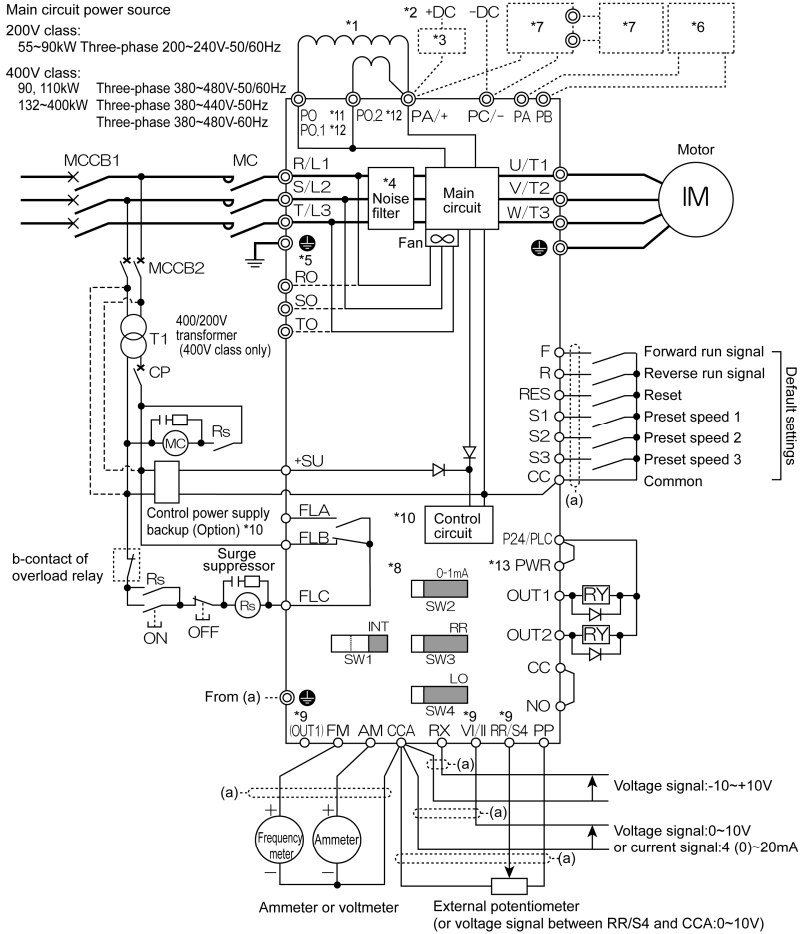 Main circuit power source
200V class:
55~90kW Three-phase 200~240V-50/60Hz
400V class:
90, 110kW Three-phase 380~480V-50/60Hz
132~400kW Three-phase 380~440V-50Hz
Three-phase 380~480V-60Hz
*1
*2 +DC -DC
*3
*7
*7
*6
PO *11 PO.2 *12 PA/+ PC/- PA PB
PO.1 *12
MCCB1
MC
R/L1
S/L2
T/L3
*4
Noise
filter
Main
circuit
Fan
U/T1
V/T2
W/T3
Motor
IM
*5
RO
SO
TO
MCCB2
T1
400/200V
transformer
(400V class only)
CP
MC
Rs
+SU
Control power supply
backup (Option) *10
FLA
FLB
FLC
*10
Control
circuit
F
R
RES
S1
S2
S3
CC
(a)
Forward run signal
Reverse run signal
Reset
Preset speed 1
Preset speed 2
Preset speed 3
Common
Default settings
b-contact of
overload relay
Surge
suppressor
Rs
Rs
ON
OFF
*8
0-1mA
SW2
INT
SW1
RR
SW3
LO
SW4
P24/PLC
*13 PWR
OUT1
RY
OUT2
RY
CC
NO
From (a)
*9 *9 *9
(OUT1) FM AM CCA RX VI/II RR/S4 PP
(a)
(a)
(a)
(a)
Voltage signal:-10~+10V
Voltage signal:0~10V
or current signal:4 (0)~20mA
+
Frequency
meter
-
+
Ammeter
-
Ammeter or voltmeter
External potentiometer
(or voltage signal between RR/S4 and CCA:0~10V)